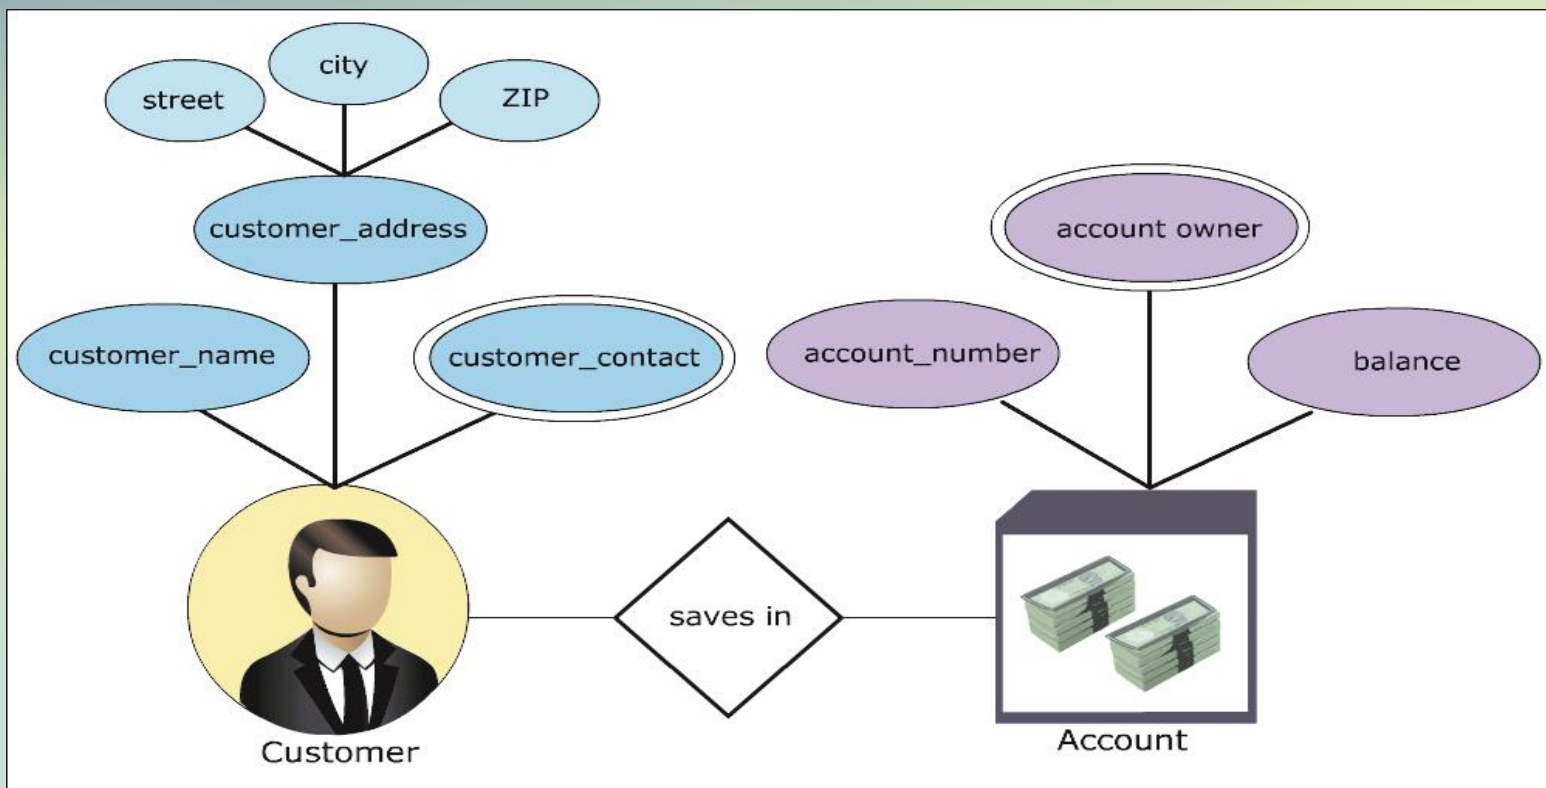 city
street
ZIP
customer_address
account owner
customer_name
customer_contact
account_number
balance
saves in
Customer
Account